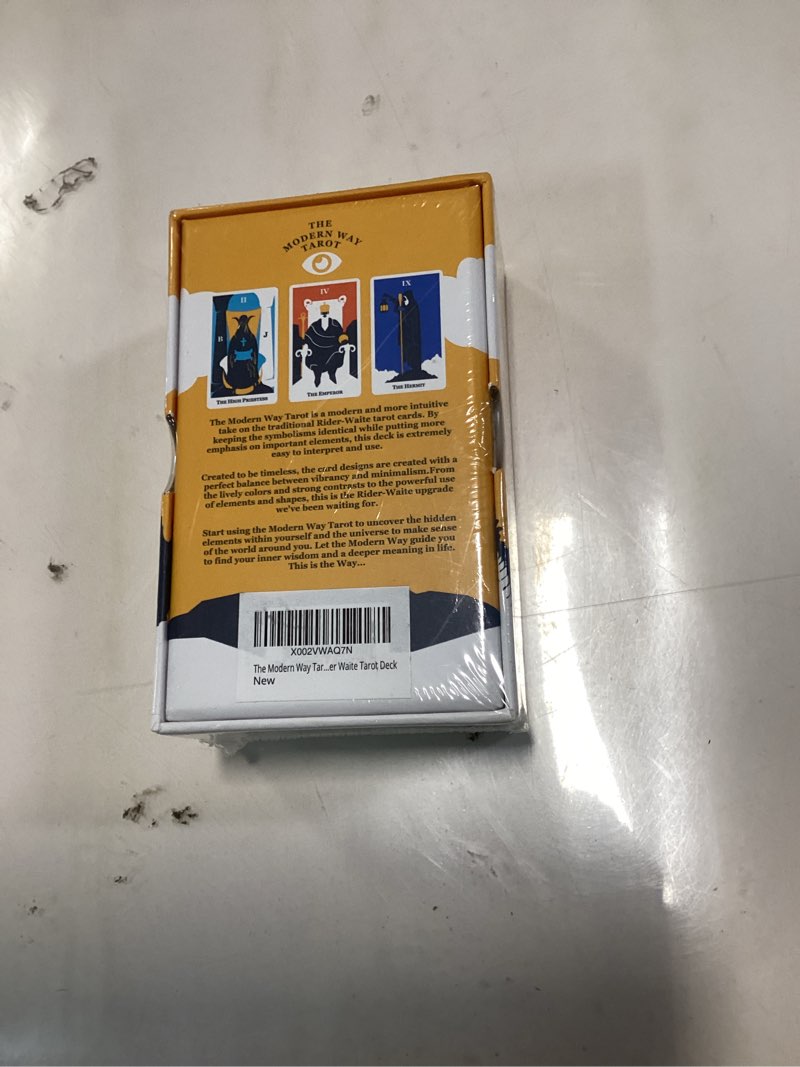 THE
MODERN WAY
TAROT
II
B
J
THE HIGH PRIESTESS
IV
THE EMPEROR
IX
THE HERMIT
The Modern Way Tarot is a modern and more intuitive
take on the traditional Rider-Waite tarot cards. By
keeping the symbolisms identical while putting more
emphasis on important elements, this deck is extremely
easy to interpret and use.
Created to be timeless, the card designs are created with a
perfect balance between vibrancy and minimalism.From
the lively colors and strong contrasts to the powerful use
of elements and shapes, this is the Rider-Waite upgrade
we've been waiting for.
Start using the Modern Way Tarot to uncover the hidden
elements within yourself and the universe to make sense
of the world around you. Let the Modern Way guide you
to find your inner wisdom and a deeper meaning in life.
This is the Way...
X002VWAQ7N
The Modern Way Tar...er Waite Tarot Deck
New